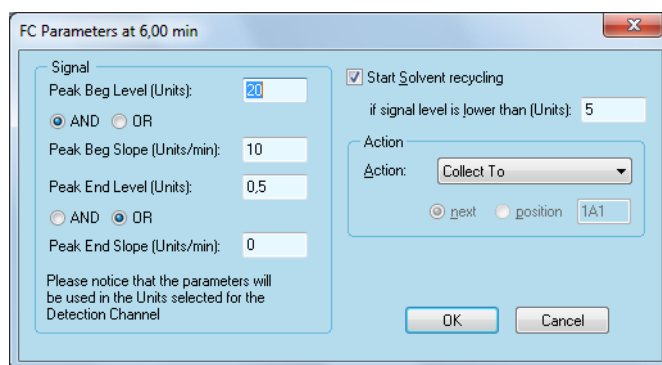 FC Parameters at 6,00 min
Signal
Peak Beg Level (Units): 20
AND OR
Peak Beg Slope (Units/min): 10
Peak End Level (Units): 0,5
AND OR
Peak End Slope (Units/min): 0
Please notice that the parameters will
be used in the Units selected for the
Detection Channel
Start Solvent recycling
if signal level is lower than (Units): 5
Action
Action: Collect To
next position 1A1
OK Cancel